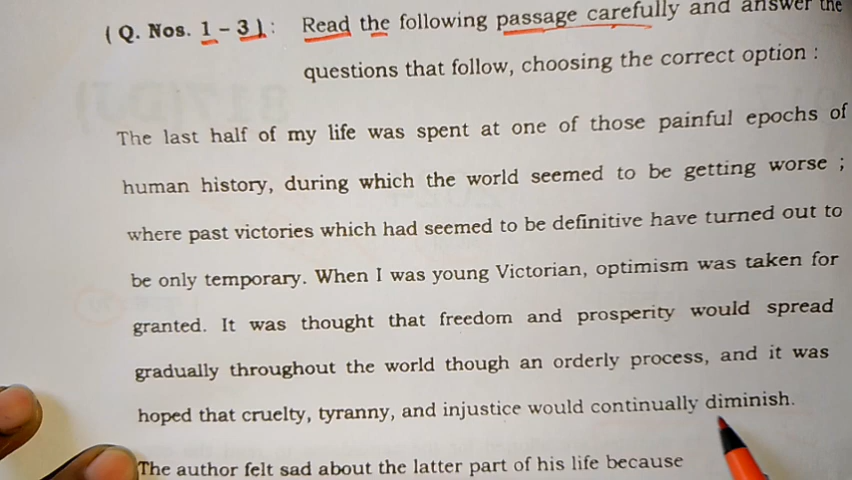 ( Q. Nos. 1 – 3 ) : Read the following passage carefully and answer the
questions that follow, choosing the correct option :
The last half of my life was spent at one of those painful epochs of
human history, during which the world seemed to be getting worse ;
where past victories which had seemed to be definitive have turned out to
be only temporary. When I was young Victorian, optimism was taken for
granted. It was thought that freedom and prosperity would spread
gradually throughout the world though an orderly process, and it was
hoped that cruelty, tyranny, and injustice would continually diminish.
The author felt sad about the latter part of his life because